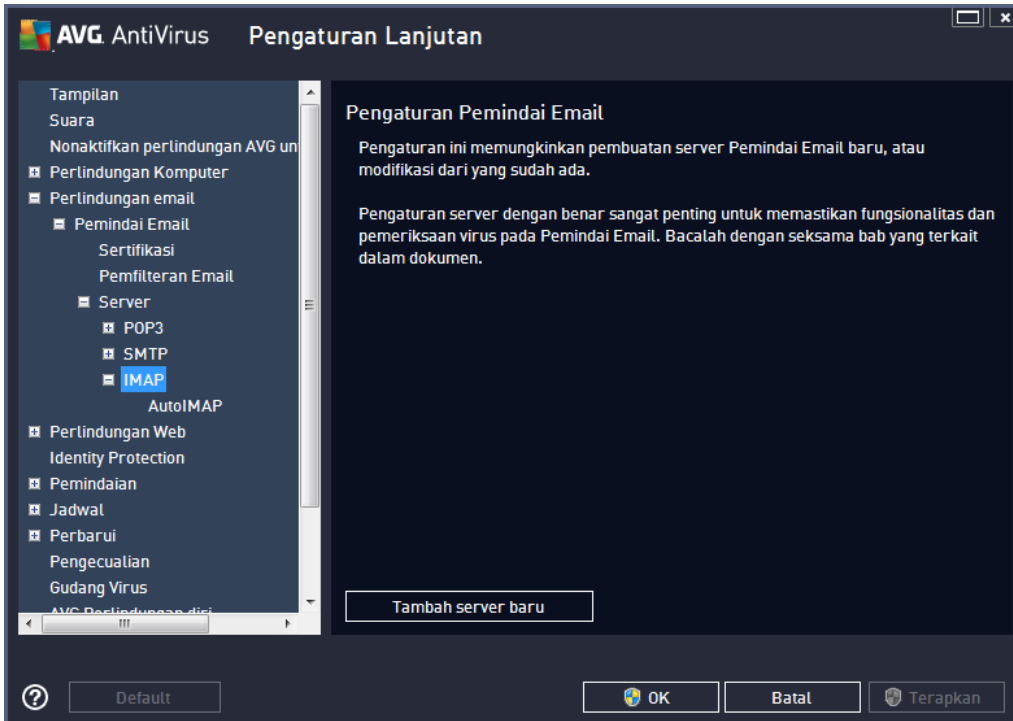 AVG. AntiVirus Pengaturan Lanjutan
Tampilan
Suara
Nonaktifkan perlindungan AVG un
Perlindungan Komputer
Perlindungan email
Pemindai Email
Sertifikasi
Pemfilteran Email
Server
POP3
SMTP
IMAP
AutoIMAP
Perlindungan Web
Identity Protection
Pemindaian
Jadwal
Perbarui
Pengecualian
Gudang Virus
AVG Perlindungan diri
Pengaturan Pemindai Email
Pengaturan ini memungkinkan pembuatan server Pemindai Email baru, atau
modifikasi dari yang sudah ada.
Pengaturan server dengan benar sangat penting untuk memastikan fungsionalitas dan
pemeriksaan virus pada Pemindai Email. Bacalah dengan seksama bab yang terkait
dalam dokumen.
Tambah server baru
Default
OK
Batal
Terapkan